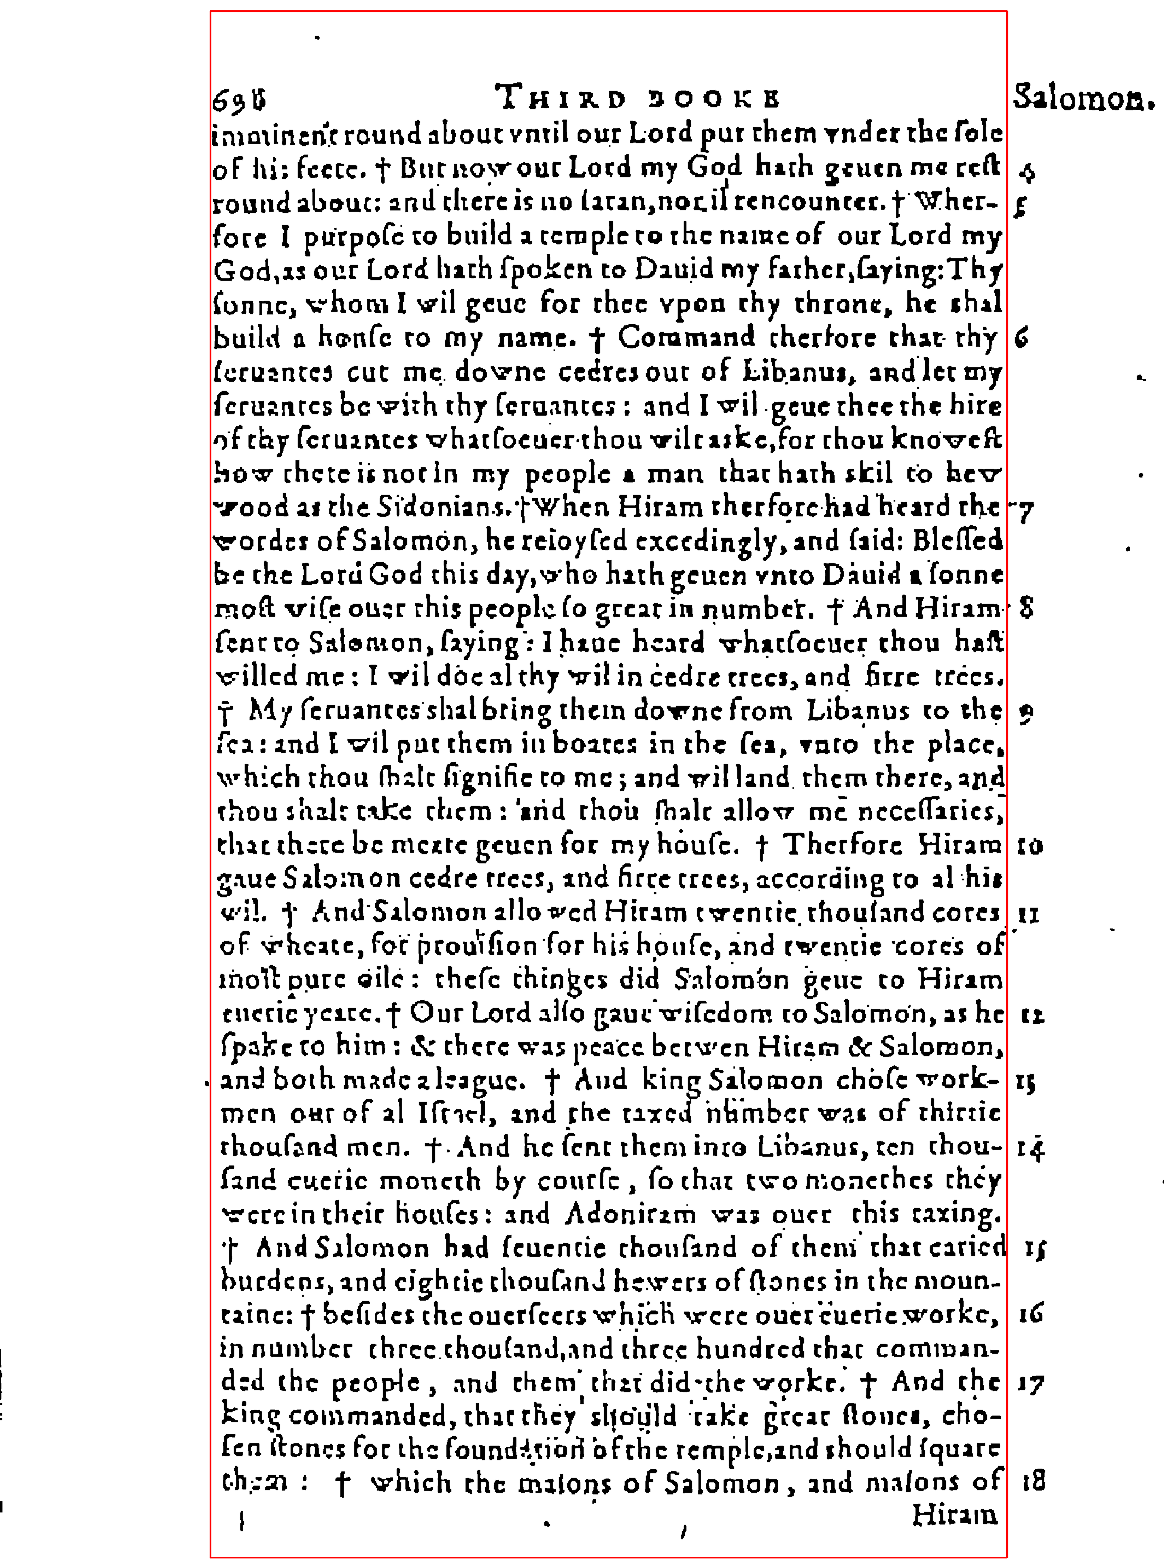 698 THIRD BOOKE Salomon.
imminent round about vntil our Lord put them vnder the sole
of his feete. † But now our Lord my God hath geuen me rest 4
round about: and there is no satan, nor il rencounter. † Wher- 5
fore I purpose to build a temple to the name of our Lord my
God, as our Lord hath spoken to Dauid my father, saying: Thy
sonne, whom I wil geue for thee vpon thy throne, he shal
build a house to my name. † Command therfore that thy 6
seruantes cut me downe cedres out of Libanus, and let my
seruantes be with thy seruantes: and I wil geue thee the hire
of thy seruantes whatsoeuer thou wilt aske, for thou knowest
how there is not in my people a man that hath skil to hew
wood as the Sidonians. † When Hiram therfore had heard the 7
wordes of Salomon, he reioysed exceedingly, and said: Blessed
be the Lord God this day, who hath geuen vnto Dauid a sonne
most wise ouer this people so great in number. † And Hiram 8
sent to Salomon, saying: I haue heard whatsoeuer thou hast
willed me: I wil doe al thy wil in cedre trees, and firre trees.
† My seruantes shal bring them downe from Libanus to the 9
sea: and I wil put them in boates in the sea, vnto the place,
which thou shalt signifie to me; and wil land them there, and
thou shalt take them: and thou shalt allow mē necessaries,
that there be meate geuen for my house. † Therfore Hiram 10
gaue Salomon cedre trees, and firre trees, according to al his
wil. † And Salomon allowed Hiram twentie thousand cores 11
of wheate, for prouision for his house, and twentie cores of
most pure oile: these thinges did Salomon geue to Hiram
euerie yeare. † Our Lord also gaue wisedom to Salomon, as he 12
spake to him: & there was peace betwen Hiram & Salomon,
and both made a league. † And king Salomon chose work- 13
men out of al Israel, and the taxed number was of thirtie
thousand men. † And he sent them into Libanus, ten thou- 14
sand euerie moneth by course, so that two monethes they
were in their houses: and Adoniram was ouer this taxing.
† And Salomon had seuentie thousand of them that caried 15
burdens, and eightie thousand hewers of stones in the moun-
taine: † besides the ouerseers which were ouer euerie worke, 16
in number three thousand, and three hundred that comman-
ded the people, and them that did the worke. † And the 17
king commanded, that they should take great stones, cho-
sen stones for the foundation of the temple, and should square
them: † which the masons of Salomon, and masons of 18
Hiram